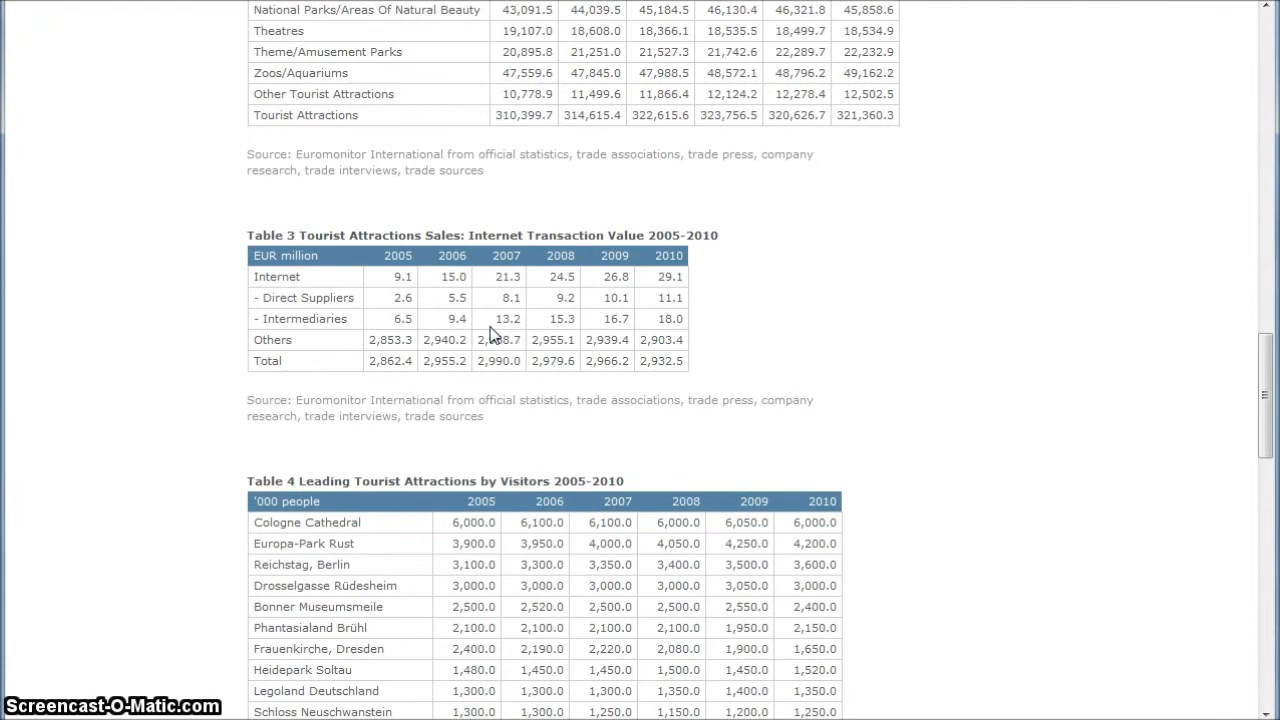 National Parks/Areas Of Natural Beauty 43,091.5 44,039.5 45,184.5 46,130.4 46,321.8 45,858.6
Theatres 19,107.0 18,608.0 18,366.1 18,535.5 18,499.7 18,534.9
Theme/Amusement Parks 20,895.8 21,251.0 21,527.3 21,742.6 22,289.7 22,232.9
Zoos/Aquariums 47,559.6 47,845.0 47,988.5 48,572.1 48,796.2 49,162.2
Other Tourist Attractions 10,778.9 11,499.6 11,866.4 12,124.2 12,278.4 12,502.5
Tourist Attractions 310,399.7 314,615.4 322,615.6 323,756.5 320,626.7 321,360.3
Source: Euromonitor International from official statistics, trade associations, trade press, company
research, trade interviews, trade sources
Table 3 Tourist Attractions Sales: Internet Transaction Value 2005-2010
EUR million 2005 2006 2007 2008 2009 2010
Internet 9.1 15.0 21.3 24.5 26.8 29.1
- Direct Suppliers 2.6 5.5 8.1 9.2 10.1 11.1
- Intermediaries 6.5 9.4 13.2 15.3 16.7 18.0
Others 2,853.3 2,940.2 2,955.1 2,939.4 2,903.4
Total 2,862.4 2,955.2 2,990.0 2,979.6 2,966.2 2,932.5
Source: Euromonitor International from official statistics, trade associations, trade press, company
research, trade interviews, trade sources
Table 4 Leading Tourist Attractions by Visitors 2005-2010
'000 people 2005 2006 2007 2008 2009 2010
Cologne Cathedral 6,000.0 6,100.0 6,100.0 6,000.0 6,050.0 6,000.0
Europa-Park Rust 3,900.0 3,950.0 4,000.0 4,050.0 4,250.0 4,200.0
Reichstag, Berlin 3,100.0 3,300.0 3,350.0 3,400.0 3,500.0 3,600.0
Drosselgasse Rüdesheim 3,000.0 3,000.0 3,000.0 3,000.0 3,050.0 3,000.0
Bonner Museumsmeile 2,500.0 2,520.0 2,500.0 2,500.0 2,550.0 2,400.0
Phantasialand Brühl 2,100.0 2,100.0 2,100.0 2,100.0 1,950.0 2,150.0
Frauenkirche, Dresden 2,400.0 2,190.0 2,220.0 2,080.0 1,900.0 1,650.0
Heidepark Soltau 1,480.0 1,450.0 1,450.0 1,500.0 1,450.0 1,520.0
Legoland Deutschland 1,300.0 1,300.0 1,300.0 1,350.0 1,400.0 1,350.0
Schloss Neuschwanstein 1,300.0 1,300.0 1,250.0 1,150.0 1,200.0 1,250.0
Screencast-O-Matic.com